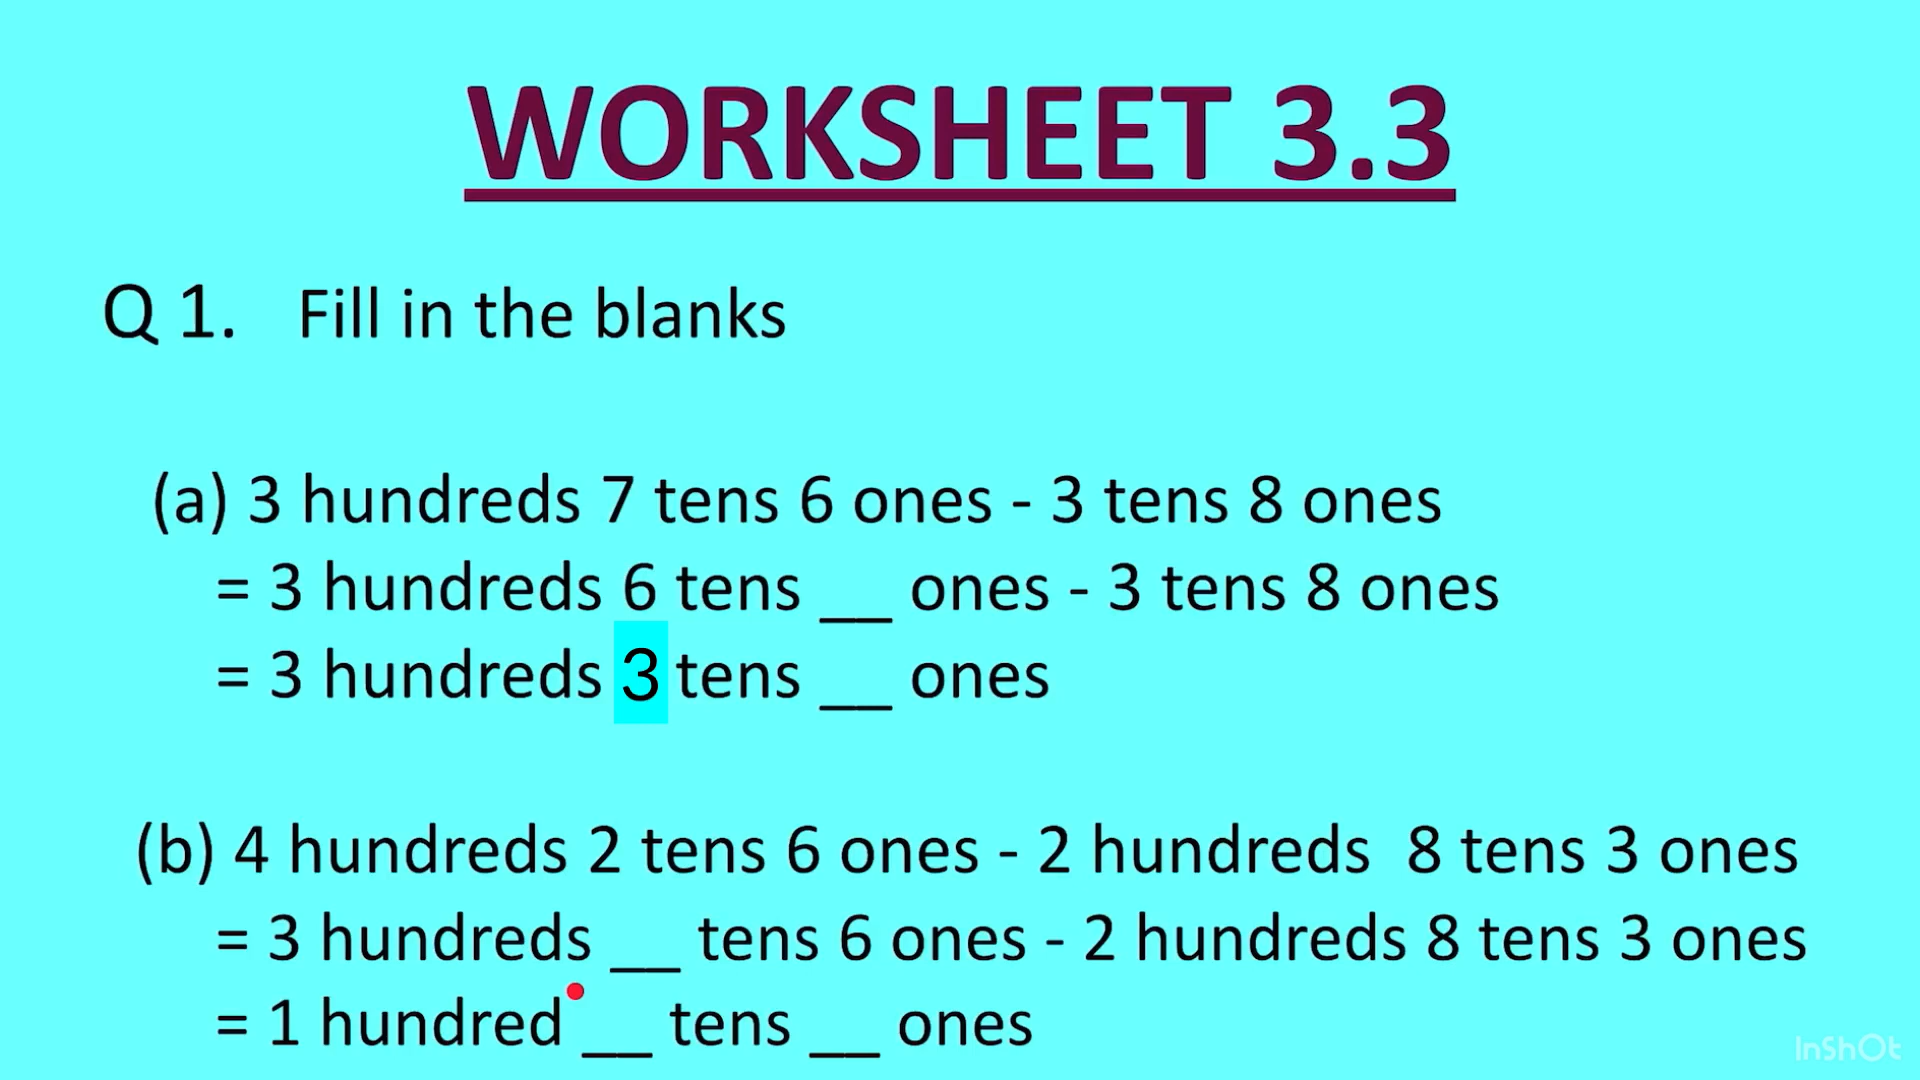 WORKSHEET 3.3
Q 1. Fill in the blanks
(a) 3 hundreds 7 tens 6 ones - 3 tens 8 ones
= 3 hundreds 6 tens __ ones - 3 tens 8 ones
= 3 hundreds 3 tens __ ones
(b) 4 hundreds 2 tens 6 ones - 2 hundreds 8 tens 3 ones
= 3 hundreds __ tens 6 ones - 2 hundreds 8 tens 3 ones
= 1 hundred __ tens __ ones
InShOt